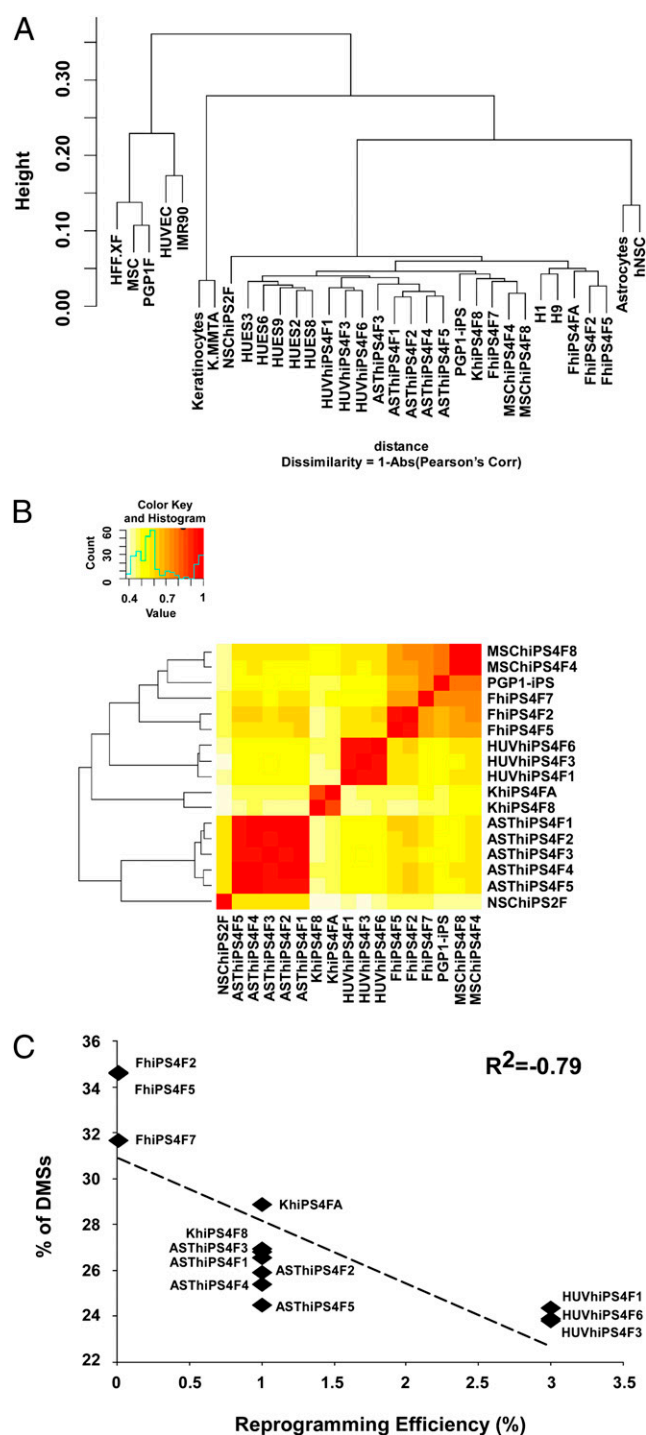 A
Height
0.30
0.20
0.10
0.00
HFF.XF
MSC
PGP1F
HUVEC
IMR90
Keratinocytes
K.MMTA
NSChiPS2F
HUES3
HUES6
HUES9
HUES2
HUES8
HUVhiPS4F1
HUVhiPS4F3
HUVhiPS4F6
ASThiPS4F3
ASThiPS4F1
ASThiPS4F2
ASThiPS4F4
ASThiPS4F5
PGP1-iPS
KhiPS4F8
FhiPS4F7
MSChiPS4F4
MSChiPS4F8
H1
H9
FhiPS4FA
FhiPS4F2
FhiPS4F5
Astrocytes
hNSC
distance
Dissimilarity = 1-Abs(Pearson's Corr)
B
Color Key
and Histogram
Count
60
30
0
0.4 0.7 1
Value
MSChiPS4F8
MSChiPS4F4
PGP1-iPS
FhiPS4F7
FhiPS4F2
FhiPS4F5
HUVhiPS4F6
HUVhiPS4F3
HUVhiPS4F1
KhiPS4FA
KhiPS4F8
ASThiPS4F1
ASThiPS4F2
ASThiPS4F3
ASThiPS4F4
ASThiPS4F5
NSChiPS2F
NSChiPS2F
ASThiPS4F5
ASThiPS4F4
ASThiPS4F3
ASThiPS4F2
ASThiPS4F1
KhiPS4F8
KhiPS4FA
HUVhiPS4F1
HUVhiPS4F3
HUVhiPS4F6
FhiPS4F5
FhiPS4F2
FhiPS4F7
PGP1-iPS
MSChiPS4F8
MSChiPS4F4
C
% of DMSs
36
34
32
30
28
26
24
22
R2=-0.79
FhiPS4F2
FhiPS4F5
FhiPS4F7
KhiPS4FA
KhiPS4F8
ASThiPS4F3
ASThiPS4F1
ASThiPS4F2
ASThiPS4F4
ASThiPS4F5
HUVhiPS4F1
HUVhiPS4F6
HUVhiPS4F3
0 0.5 1 1.5 2 2.5 3 3.5
Reprogramming Efficiency (%)